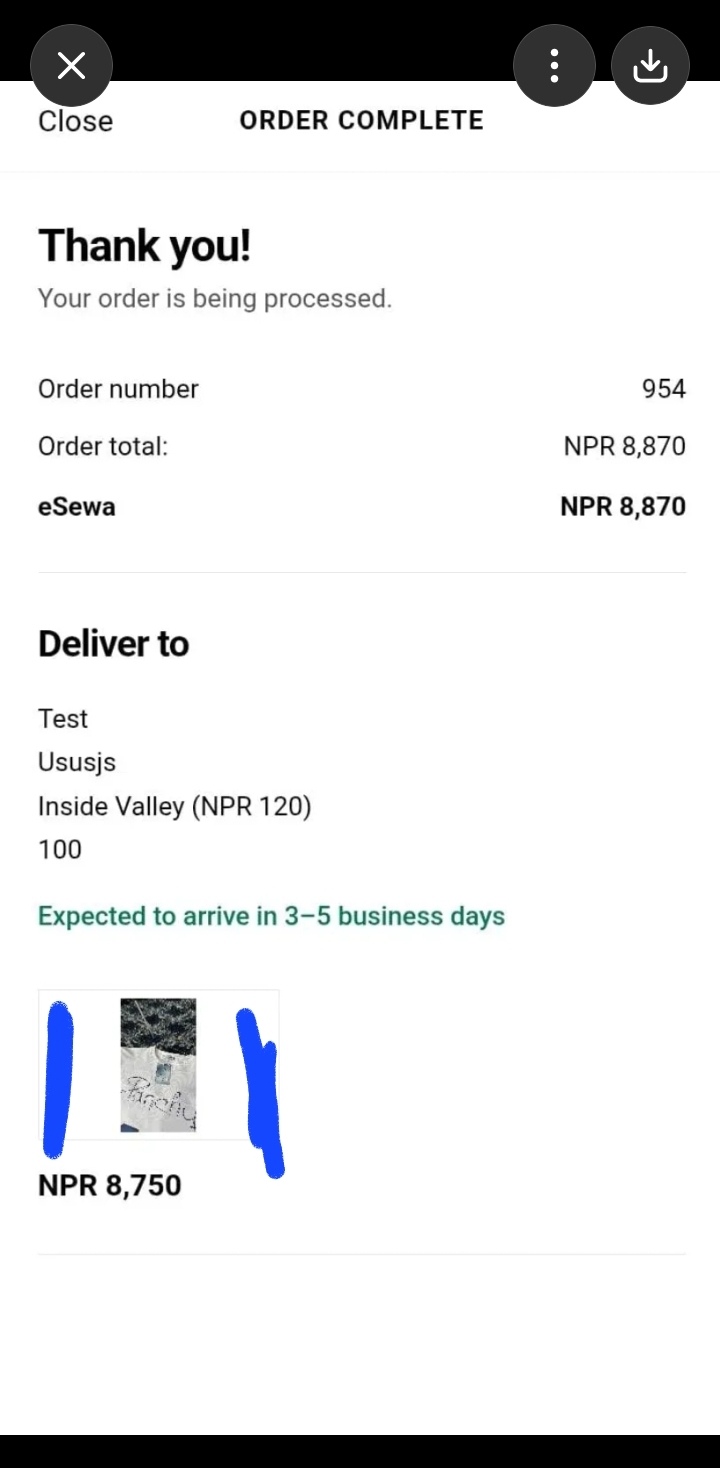 Close
ORDER COMPLETE
Thank you!
Your order is being processed.
Order number 954
Order total: NPR 8,870
eSewa NPR 8,870
Deliver to
Test
Ususjs
Inside Valley (NPR 120)
100
Expected to arrive in 3–5 business days
NPR 8,750